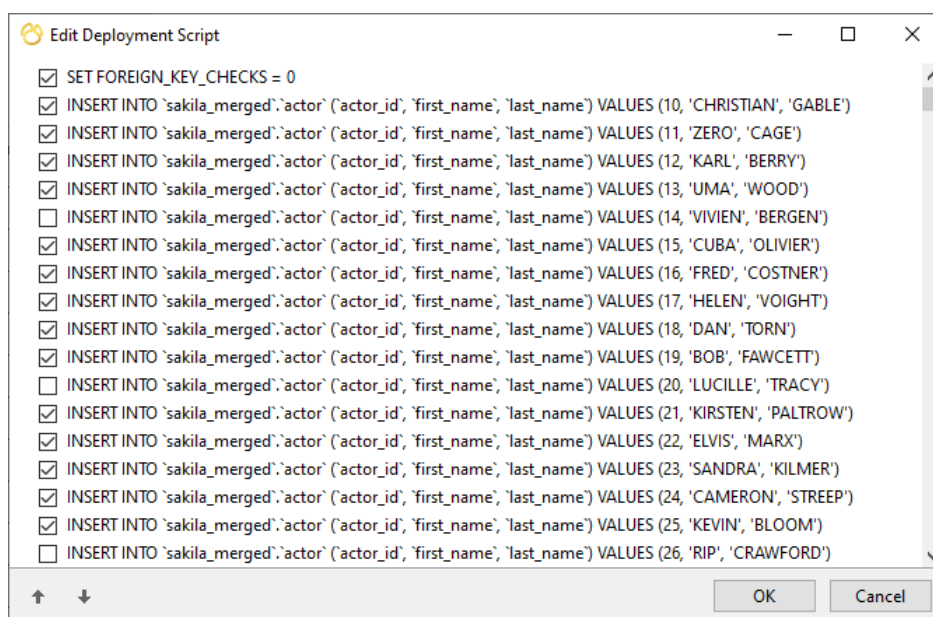 Edit Deployment Script
SET FOREIGN_KEY_CHECKS = 0
INSERT INTO `sakila_merged`.`actor` (`actor_id`, `first_name`, `last_name`) VALUES (10, 'CHRISTIAN', 'GABLE')
INSERT INTO `sakila_merged`.`actor` (`actor_id`, `first_name`, `last_name`) VALUES (11, 'ZERO', 'CAGE')
INSERT INTO `sakila_merged`.`actor` (`actor_id`, `first_name`, `last_name`) VALUES (12, 'KARL', 'BERRY')
INSERT INTO `sakila_merged`.`actor` (`actor_id`, `first_name`, `last_name`) VALUES (13, 'UMA', 'WOOD')
INSERT INTO `sakila_merged`.`actor` (`actor_id`, `first_name`, `last_name`) VALUES (14, 'VIVIEN', 'BERGEN')
INSERT INTO `sakila_merged`.`actor` (`actor_id`, `first_name`, `last_name`) VALUES (15, 'CUBA', 'OLIVIER')
INSERT INTO `sakila_merged`.`actor` (`actor_id`, `first_name`, `last_name`) VALUES (16, 'FRED', 'COSTNER')
INSERT INTO `sakila_merged`.`actor` (`actor_id`, `first_name`, `last_name`) VALUES (17, 'HELEN', 'VOIGHT')
INSERT INTO `sakila_merged`.`actor` (`actor_id`, `first_name`, `last_name`) VALUES (18, 'DAN', 'TORN')
INSERT INTO `sakila_merged`.`actor` (`actor_id`, `first_name`, `last_name`) VALUES (19, 'BOB', 'FAWCETT')
INSERT INTO `sakila_merged`.`actor` (`actor_id`, `first_name`, `last_name`) VALUES (20, 'LUCILLE', 'TRACY')
INSERT INTO `sakila_merged`.`actor` (`actor_id`, `first_name`, `last_name`) VALUES (21, 'KIRSTEN', 'PALTROW')
INSERT INTO `sakila_merged`.`actor` (`actor_id`, `first_name`, `last_name`) VALUES (22, 'ELVIS', 'MARX')
INSERT INTO `sakila_merged`.`actor` (`actor_id`, `first_name`, `last_name`) VALUES (23, 'SANDRA', 'KILMER')
INSERT INTO `sakila_merged`.`actor` (`actor_id`, `first_name`, `last_name`) VALUES (24, 'CAMERON', 'STREEP')
INSERT INTO `sakila_merged`.`actor` (`actor_id`, `first_name`, `last_name`) VALUES (25, 'KEVIN', 'BLOOM')
INSERT INTO `sakila_merged`.`actor` (`actor_id`, `first_name`, `last_name`) VALUES (26, 'RIP', 'CRAWFORD')
OK Cancel